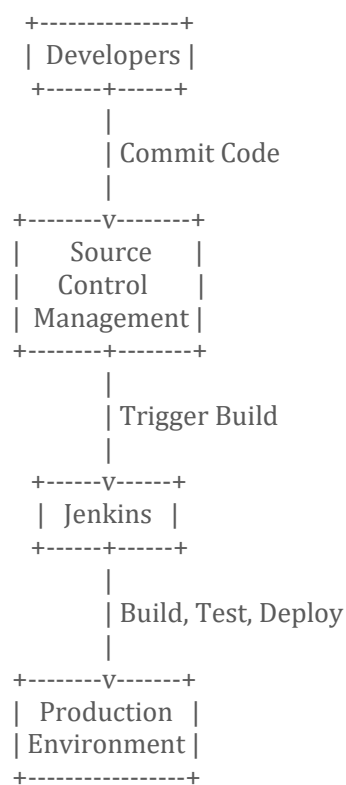 +---------------+
| Developers |
+------+------+
|
| Commit Code
|
+--------v--------+
| Source |
| Control |
| Management |
+--------+--------+
|
| Trigger Build
|
+------v------+
| Jenkins |
+------+------+
|
| Build, Test, Deploy
|
+--------v-------+
| Production |
| Environment |
+-----------------+